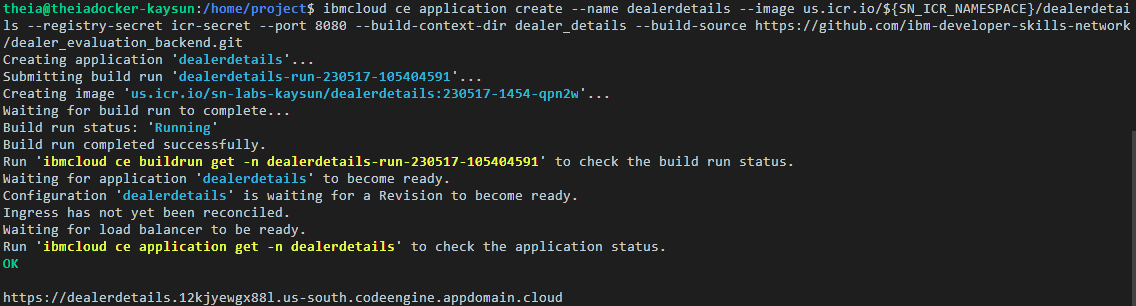 theia@theiadocker-kaysun:/home/project$ ibmcloud ce application create --name dealerdetails --image us.icr.io/${SN_ICR_NAMESPACE}/dealerdetai
ls --registry-secret icr-secret --port 8080 --build-context-dir dealer_details --build-source https://github.com/ibm-developer-skills-network
/dealer_evaluation_backend.git
Creating application 'dealerdetails'...
Submitting build run 'dealerdetails-run-230517-105404591'...
Creating image 'us.icr.io/sn-labs-kaysun/dealerdetails:230517-1454-qpn2w'...
Waiting for build run to complete...
Build run status: 'Running'
Build run completed successfully.
Run 'ibmcloud ce buildrun get -n dealerdetails-run-230517-105404591' to check the build run status.
Waiting for application 'dealerdetails' to become ready.
Configuration 'dealerdetails' is waiting for a Revision to become ready.
Ingress has not yet been reconciled.
Waiting for load balancer to be ready.
Run 'ibmcloud ce application get -n dealerdetails' to check the application status.
OK
https://dealerdetails.12kjyewgx88l.us-south.codeengine.appdomain.cloud